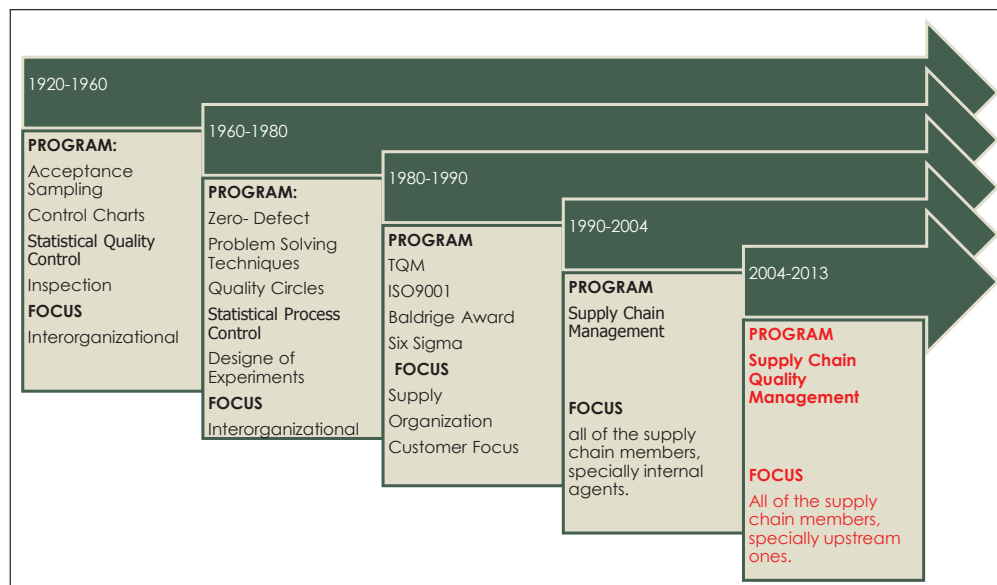 1920-1960
PROGRAM:
Acceptance
Sampling
Control Charts
Statistical Quality
Control
Inspection
FOCUS
Interorganizational
1960-1980
PROGRAM:
Zero- Defect
Problem Solving
Techniques
Quality Circles
Statistical Process
Control
Designe of
Experiments
FOCUS
Interorganizational
1980-1990
PROGRAM
TQM
ISO9001
Baldrige Award
Six Sigma
FOCUS
Supply
Organization
Customer Focus
1990-2004
PROGRAM
Supply Chain
Management
FOCUS
all of the supply
chain members,
specially internal
agents.
2004-2013
PROGRAM
Supply Chain
Quality
Management
FOCUS
All of the supply
chain members,
specially upstream
ones.